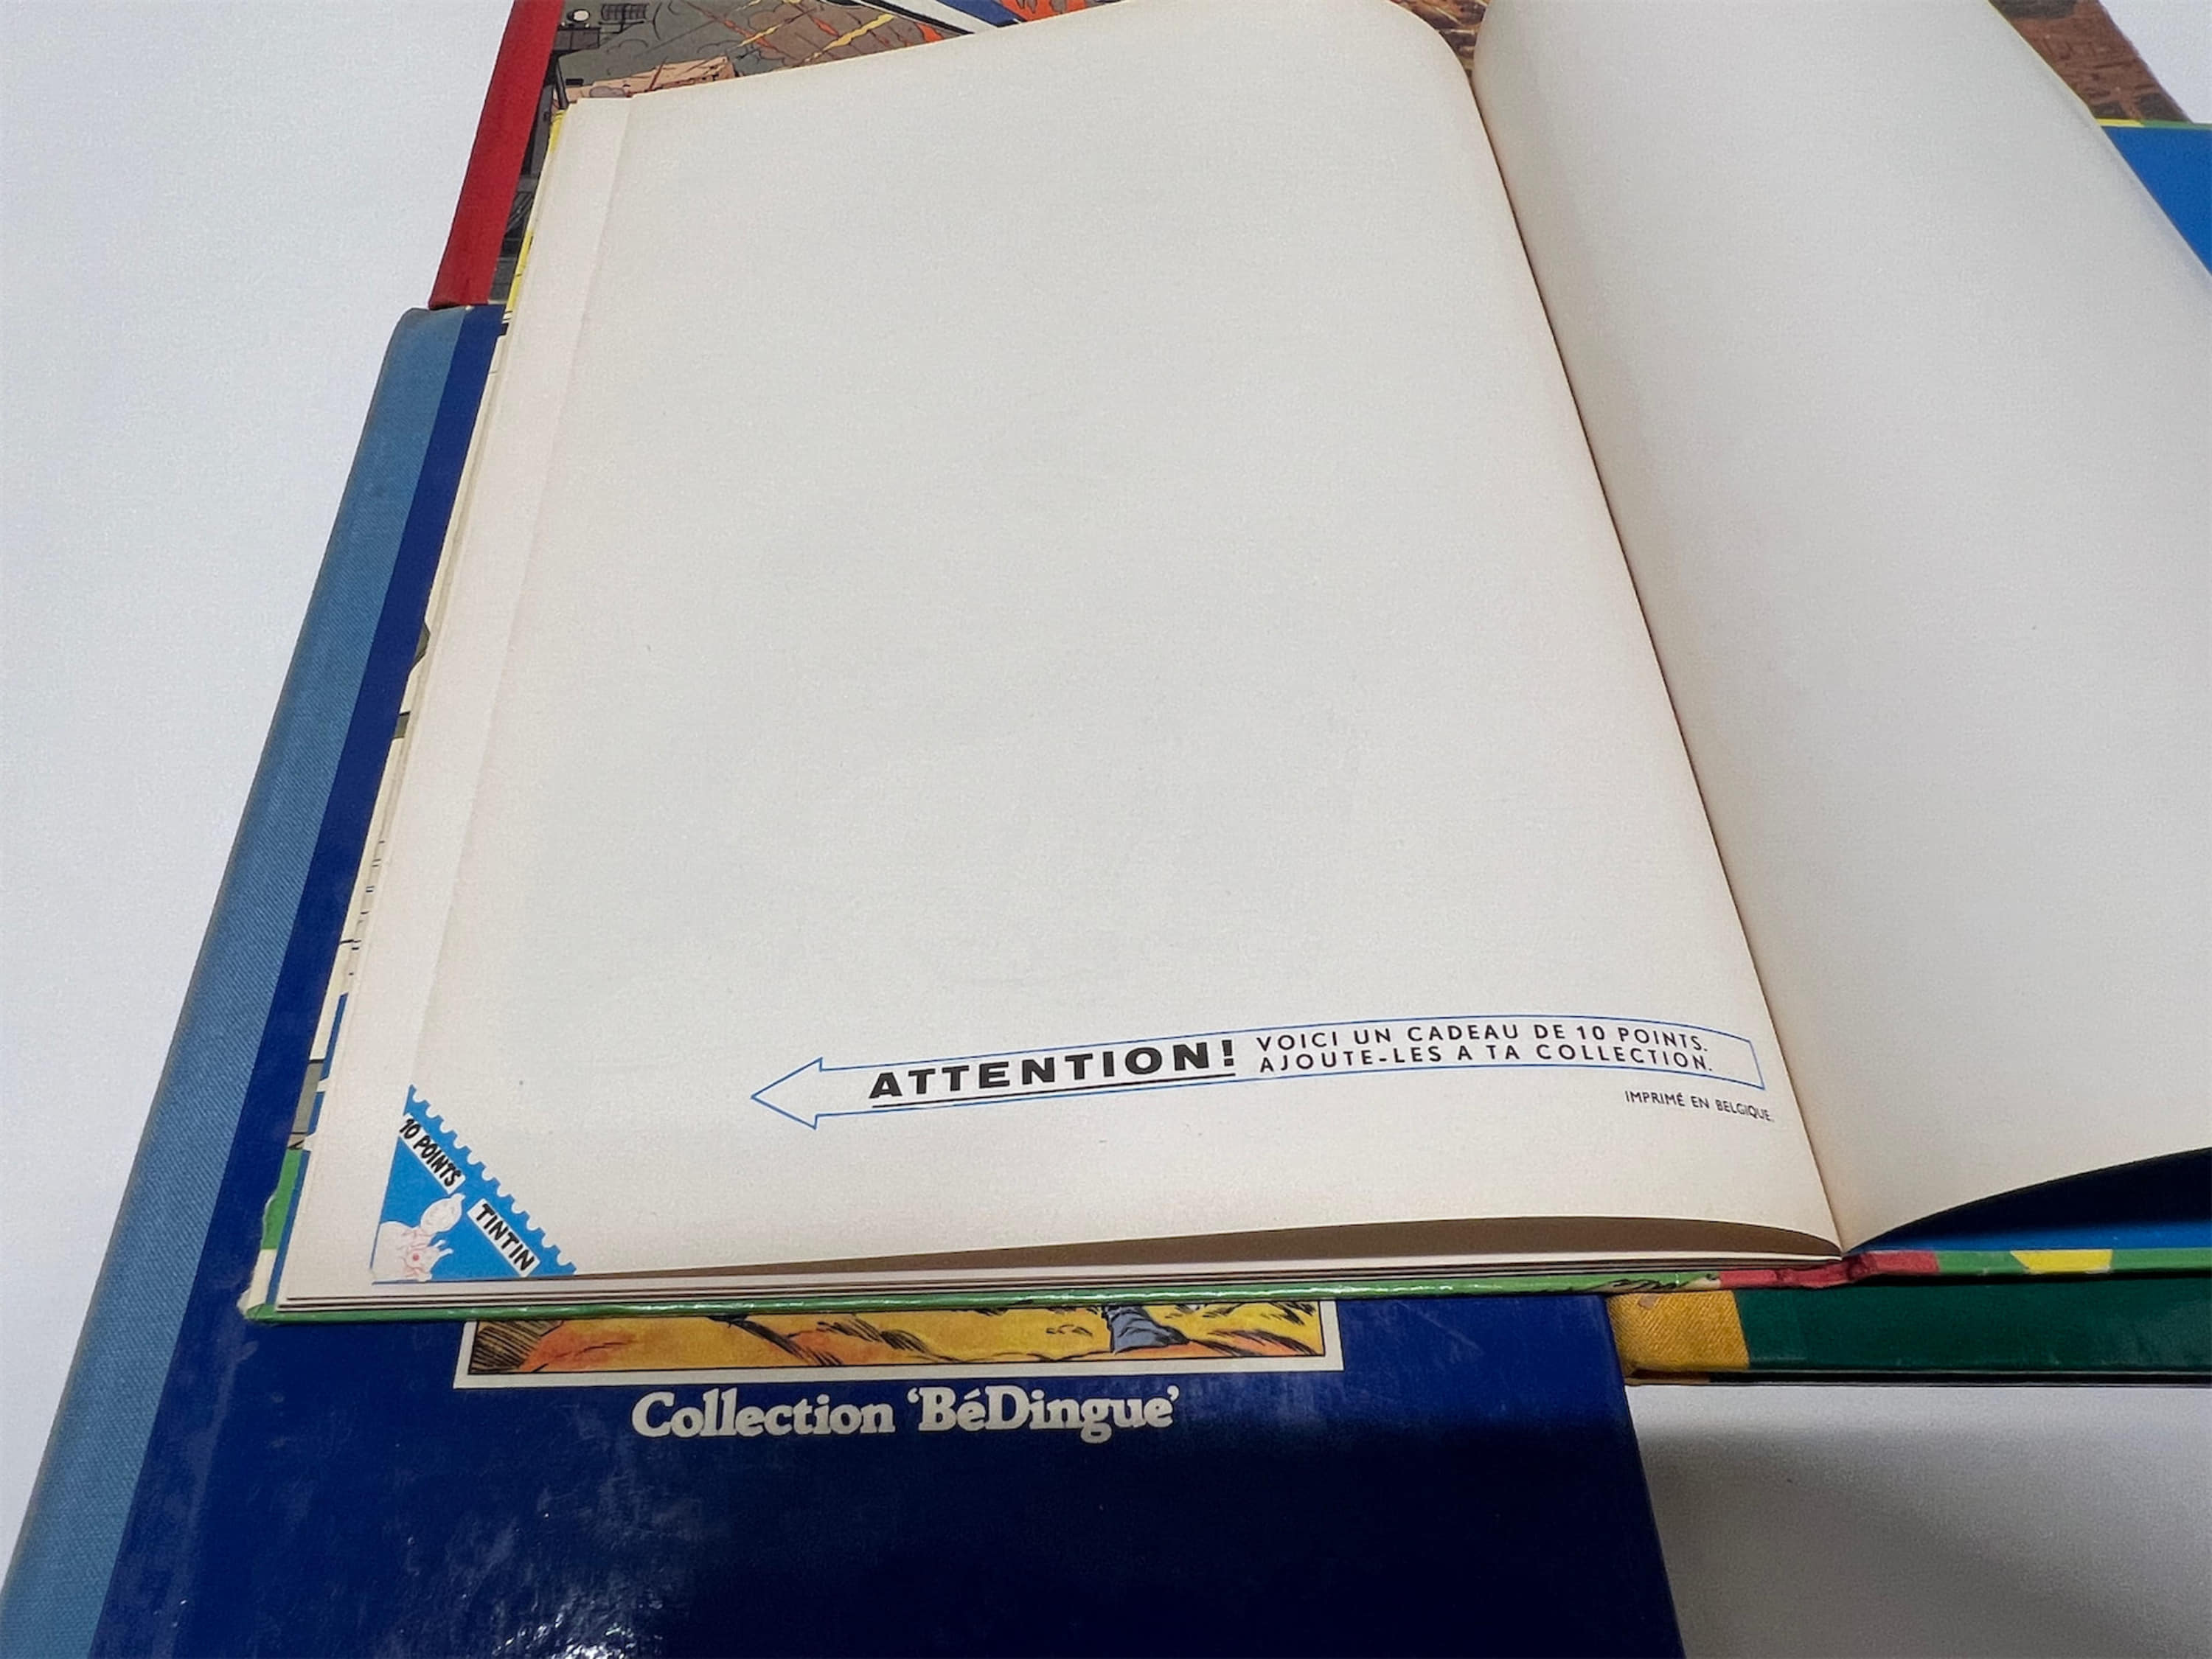 ATTENTION! VOICI UN CADEAU DE 10 POINTS.
AJOUTE-LES A TA COLLECTION.
IMPRIMÉ EN BELGIQUE.
10 POINTS
TINTIN
Collection 'BéDingue'